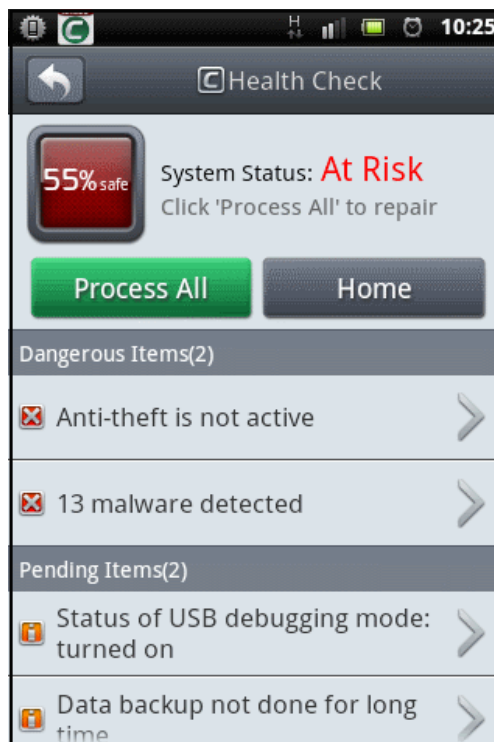 H
10:25
C Health Check
55% safe
System Status: At Risk
Click 'Process All' to repair
Process All
Home
Dangerous Items(2)
Anti-theft is not active
13 malware detected
Pending Items(2)
Status of USB debugging mode:
turned on
Data backup not done for long
time